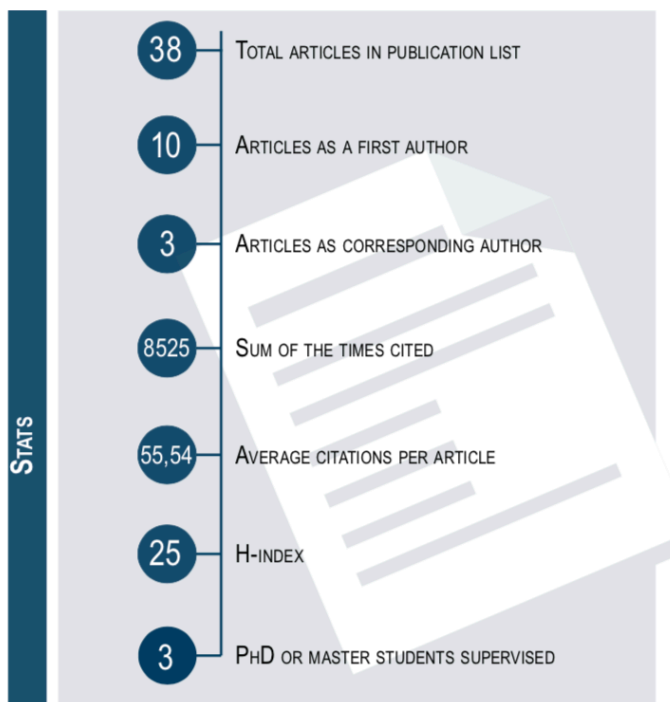 38 TOTAL ARTICLES IN PUBLICATION LIST
10 ARTICLES AS A FIRST AUTHOR
3 ARTICLES AS CORRESPONDING AUTHOR
8525 SUM OF THE TIMES CITED
STATS
55,54 AVERAGE CITATIONS PER ARTICLE
25 H-INDEX
3 PHD OR MASTER STUDENTS SUPERVISED